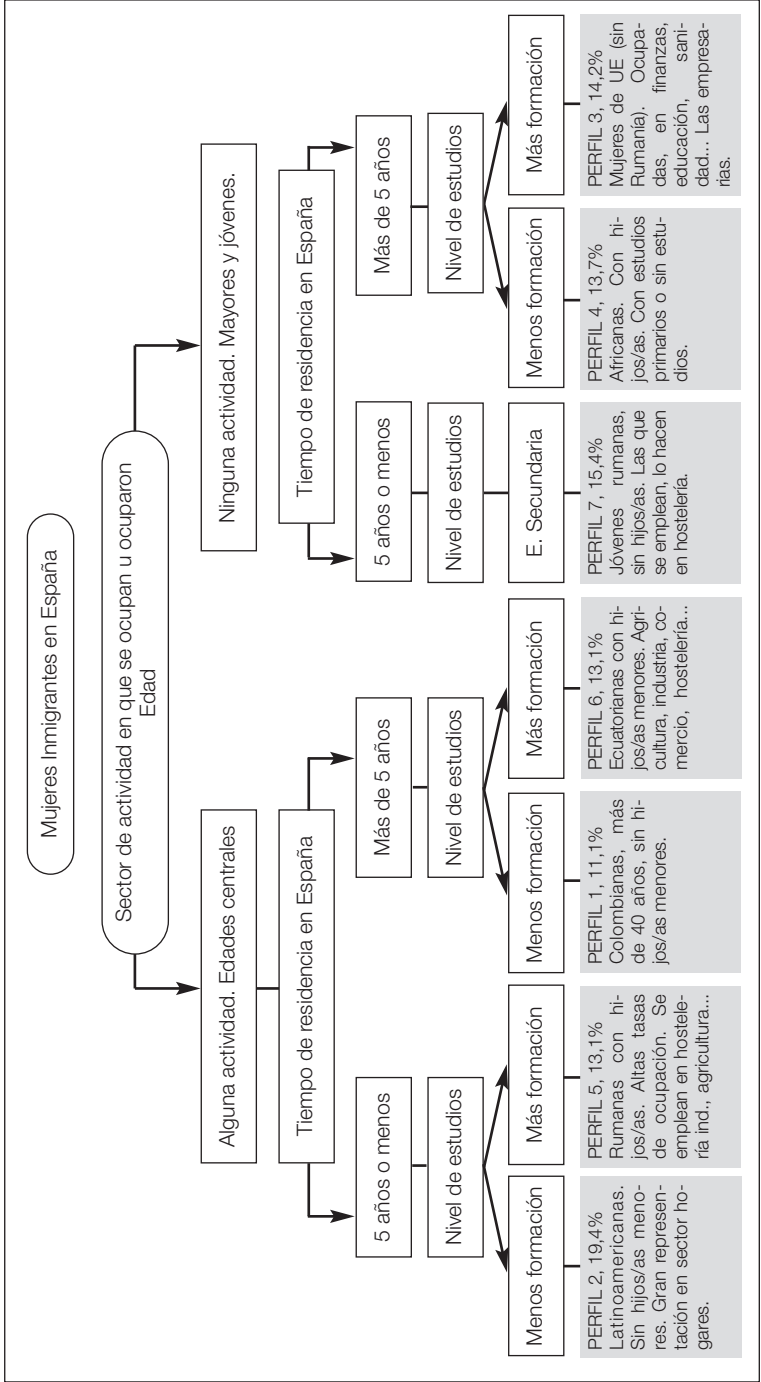 Mujeres Inmigrantes en España
Sector de actividad en que se ocupan u ocuparon
Edad
Alguna actividad. Edades centrales
Ninguna actividad. Mayores y jóvenes.
Tiempo de residencia en España
Tiempo de residencia en España
5 años o menos
Más de 5 años
5 años o menos
Más de 5 años
Nivel de estudios
Nivel de estudios
Nivel de estudios
Nivel de estudios
Menos formación
Más formación
Menos formación
Más formación
E. Secundaria
Menos formación
Más formación
PERFIL 2, 19,4%
Latinoamericanas.
Sin hijos/as meno-
res. Gran represen-
tación en sector ho-
gares.
PERFIL 5, 13,1%
Rumanas con hi-
jos/as. Altas tasas
de ocupación. Se
emplean en hostele-
ría ind., agricultura...
PERFIL 1, 11,1%
Colombianas, más
de 40 años, sin hi-
jos/as menores.
PERFIL 6, 13,1%
Ecuatorianas con hi-
jos/as menores. Agri-
cultura, industria, co-
mercio, hostelería...
PERFIL 7, 15,4%
Jóvenes rumanas,
sin hijos/as. Las que
se emplean, lo hacen
en hostelería.
PERFIL 4, 13,7%
Africanas. Con hi-
jos/as. Con estudios
primarios o sin estu-
dios.
PERFIL 3, 14,2%
Mujeres de UE (sin
Rumanía). Ocupa-
das, en finanzas,
educación, sani-
dad... Las empresa-
rias.